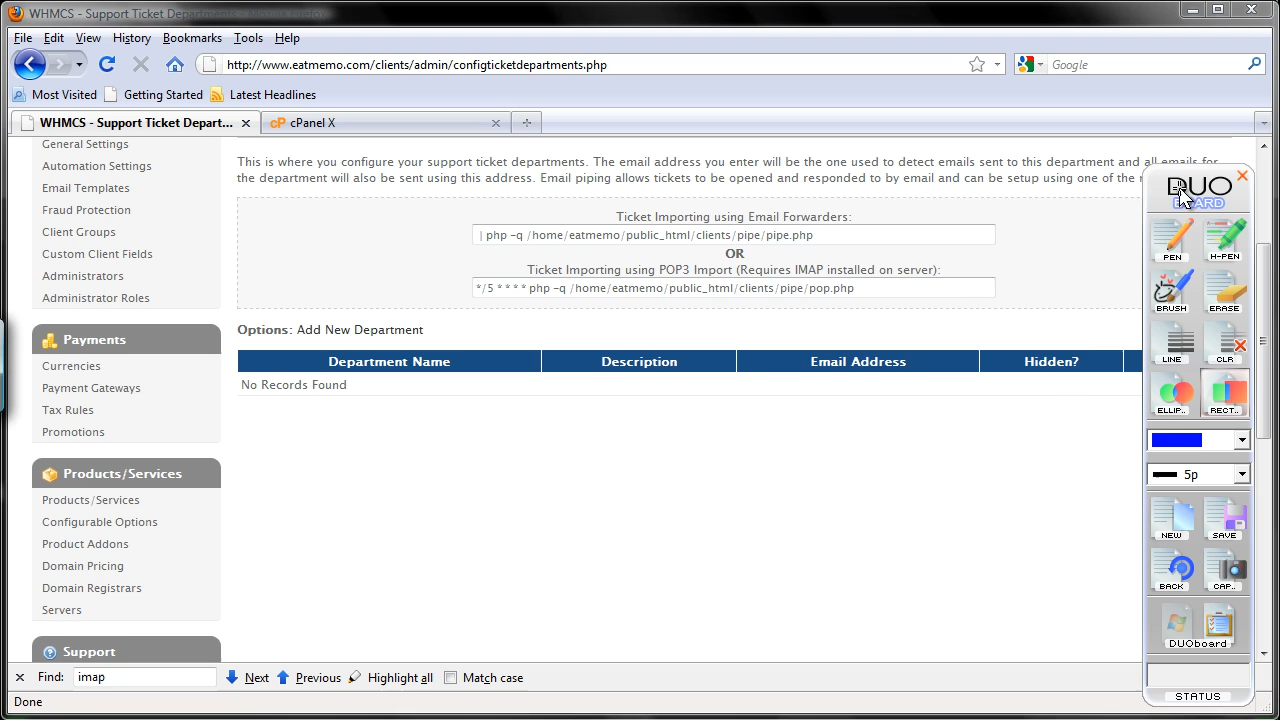 WHMCS - Support Ticket Departments - Mozilla Firefox
File Edit View History Bookmarks Tools Help
http://www.eatmemo.com/clients/admin/configticketdepartments.php
Google
Most Visited Getting Started Latest Headlines
WHMCS - Support Ticket Depart...
cP cPanel X
General Settings
Automation Settings
Email Templates
Fraud Protection
Client Groups
Custom Client Fields
Administrators
Administrator Roles
Payments
Currencies
Payment Gateways
Tax Rules
Promotions
Products/Services
Products/Services
Configurable Options
Product Addons
Domain Pricing
Domain Registrars
Servers
Support
This is where you configure your support ticket departments. The email address you enter will be the one used to detect emails sent to this department and all emails for
the department will also be sent using this address. Email piping allows tickets to be opened and responded to by email and can be setup using one of the
Ticket Importing using Email Forwarders:
| php -q /home/eatmemo/public_html/clients/pipe/pipe.php
OR
Ticket Importing using POP3 Import (Requires IMAP installed on server):
*/5 * * * * php -q /home/eatmemo/public_html/clients/pipe/pop.php
Options: Add New Department
Department Name Description Email Address Hidden?
No Records Found
DUO
BOARD
PEN H-PEN
BRUSH ERASE
LINE CLR
ELLIP.. RECT..
5p
NEW SAVE
BACK CAP..
DUOboard
STATUS
Find: imap Next Previous Highlight all Match case
Done